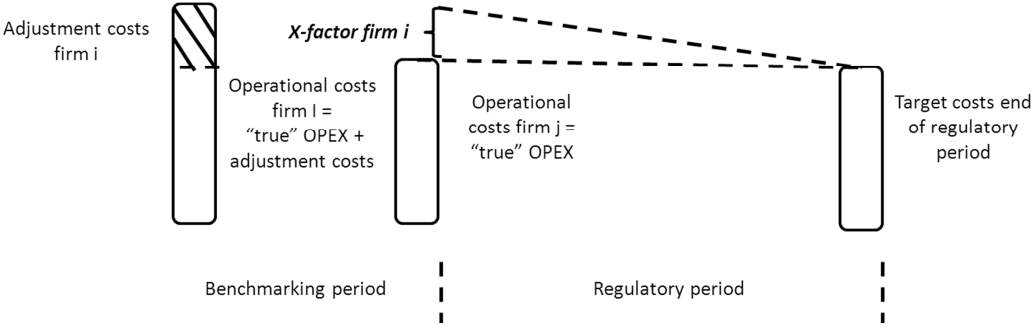 Adjustment costs
firm i
X-factor firm i
Operational costs
firm I =
“true” OPEX +
adjustment costs
Operational
costs firm j =
“true” OPEX
Target costs end
of regulatory
period
Benchmarking period
Regulatory period